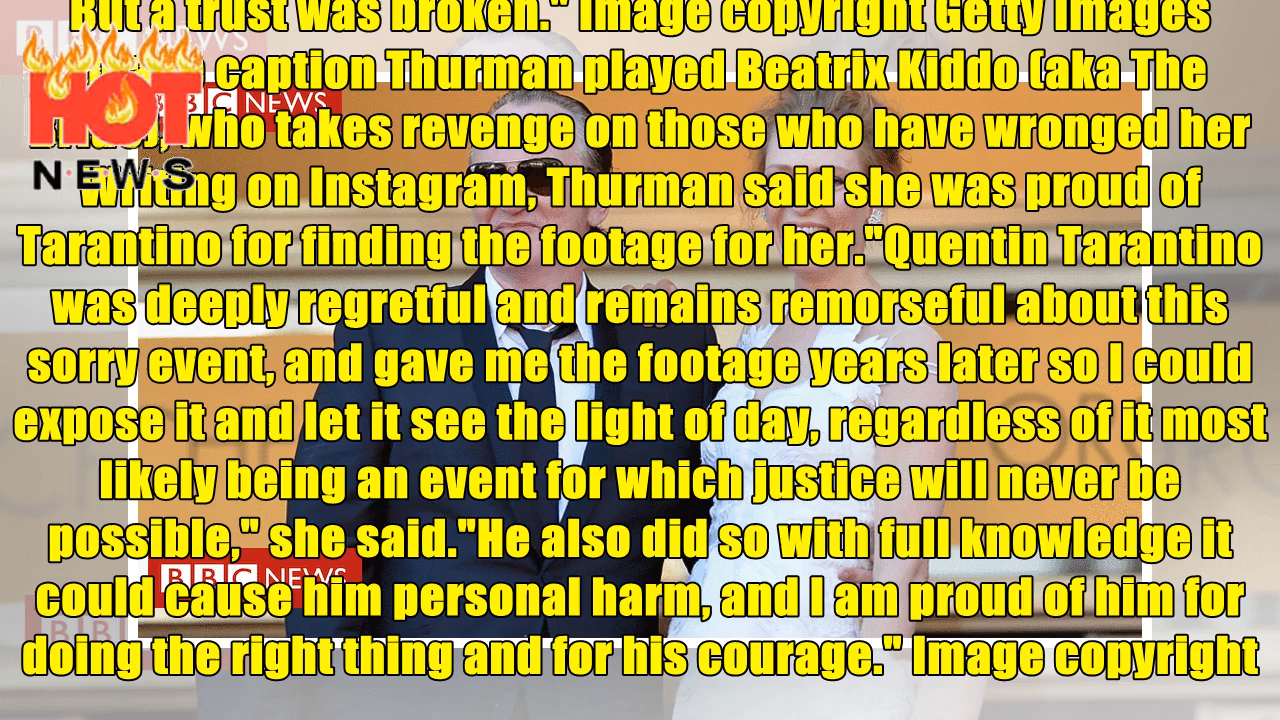 But a trust was broken." Image copyright Getty Images
caption Thurman played Beatrix Kiddo (aka The
who takes revenge on those who have wronged her
Writing on Instagram, Thurman said she was proud of
Tarantino for finding the footage for her."Quentin Tarantino
was deeply regretful and remains remorseful about this
sorry event, and gave me the footage years later so I could
expose it and let it see the light of day, regardless of it most
likely being an event for which justice will never be
possible," she said."He also did so with full knowledge it
could cause him personal harm, and I am proud of him for
doing the right thing and for his courage." Image copyright
HOT
NEWS
BBC NEWS
BBC NEWS